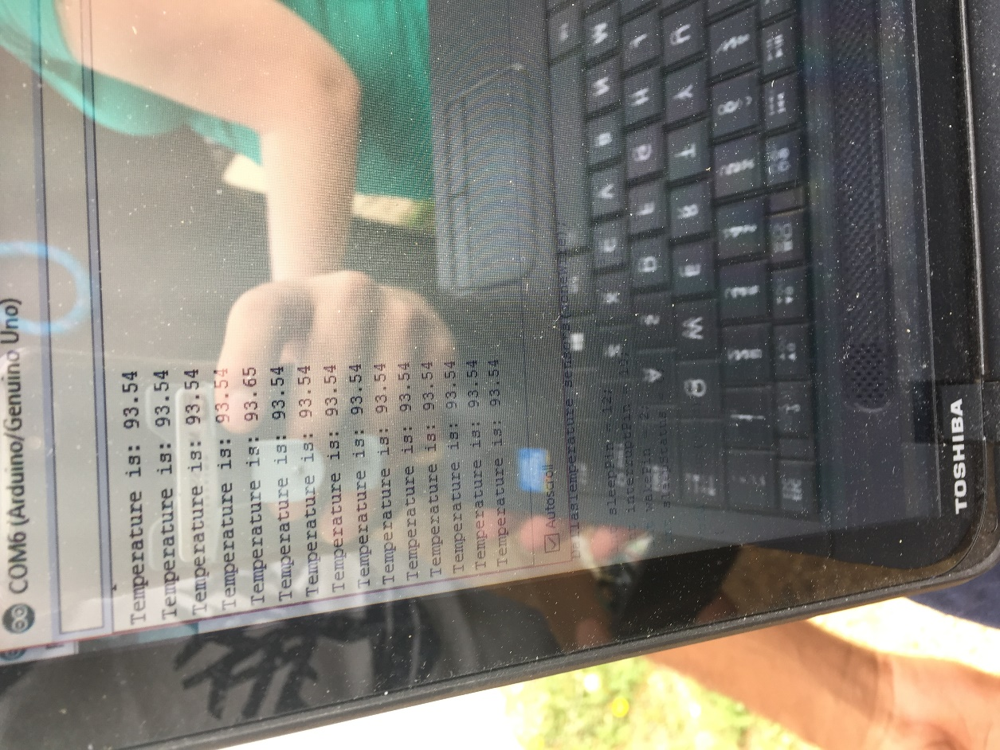 COM6 (Arduino/Genuino Uno)
Temperature is: 93.54
Temperature is: 93.54
Temperature is: 93.54
Temperature is: 93.54
Temperature is: 93.65
Temperature is: 93.54
Temperature is: 93.54
Temperature is: 93.54
Temperature is: 93.54
Temperature is: 93.54
Temperature is: 93.54
Temperature is: 93.54
Temperature is: 93.54
Temperature is: 93.54
Temperature is: 93.54
Autoscroll
sleepPin 12;
interruptPin
wakePin = 2;
sleepStatus =
TOSHIBA